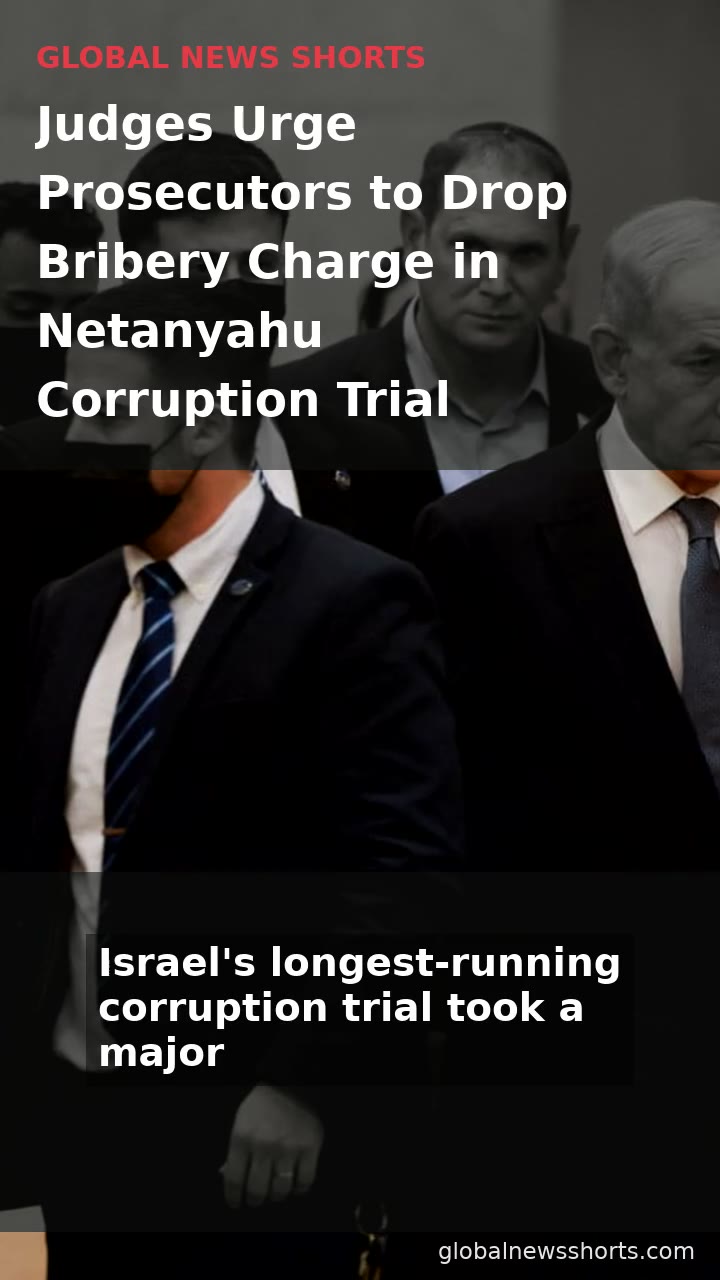 GLOBAL NEWS SHORTS
Judges Urge
Prosecutors to Drop
Bribery Charge in
Netanyahu
Corruption Trial
Israel's longest-running
corruption trial took a
major
globalnewsshorts.com